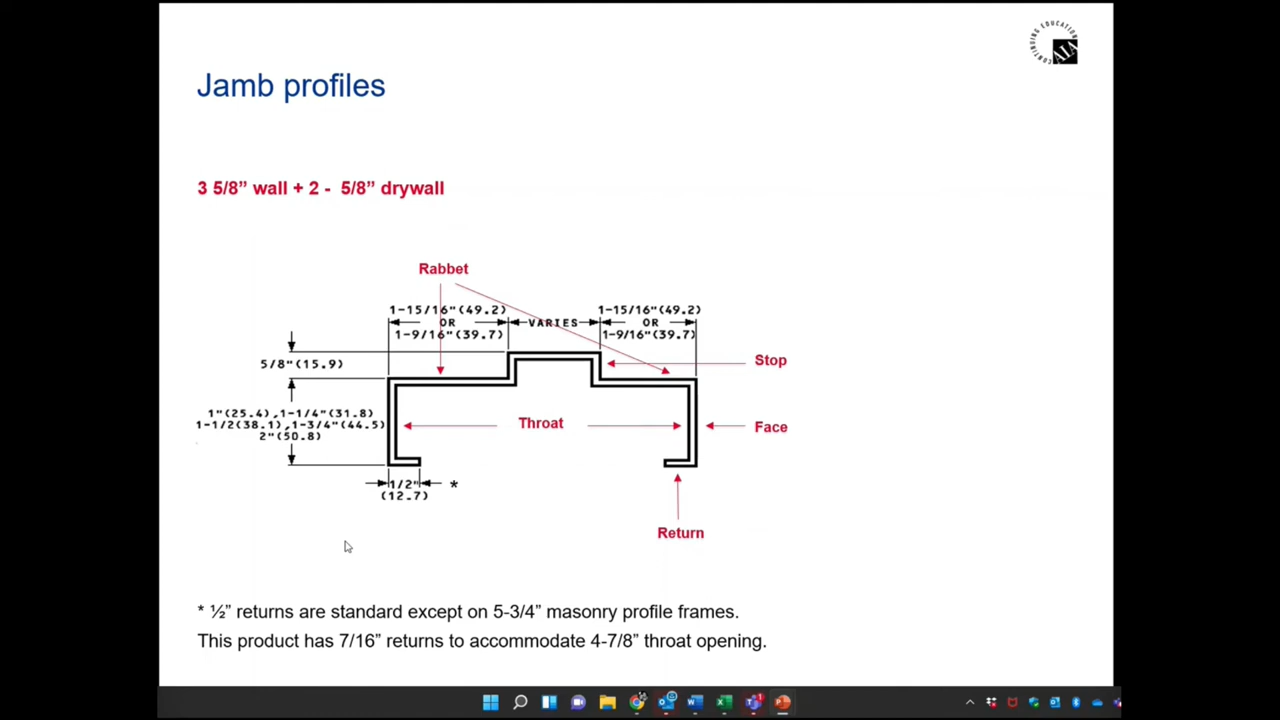 CONTINUING EDUCATION
AIA
Jamb profiles
3 5/8” wall + 2 - 5/8” drywall
Rabbet
1-15/16"(49.2)
OR
1-9/16"(39.7)
VARIES
1-15/16"(49.2)
OR
1-9/16"(39.7)
5/8"(15.9)
Stop
1"(25.4),1-1/4"(31.8)
1-1/2(38.1),1-3/4"(44.5)
2"(50.8)
Throat
Face
1/2"
(12.7)
*
Return
* ½” returns are standard except on 5-3/4” masonry profile frames.
This product has 7/16” returns to accommodate 4-7/8” throat opening.